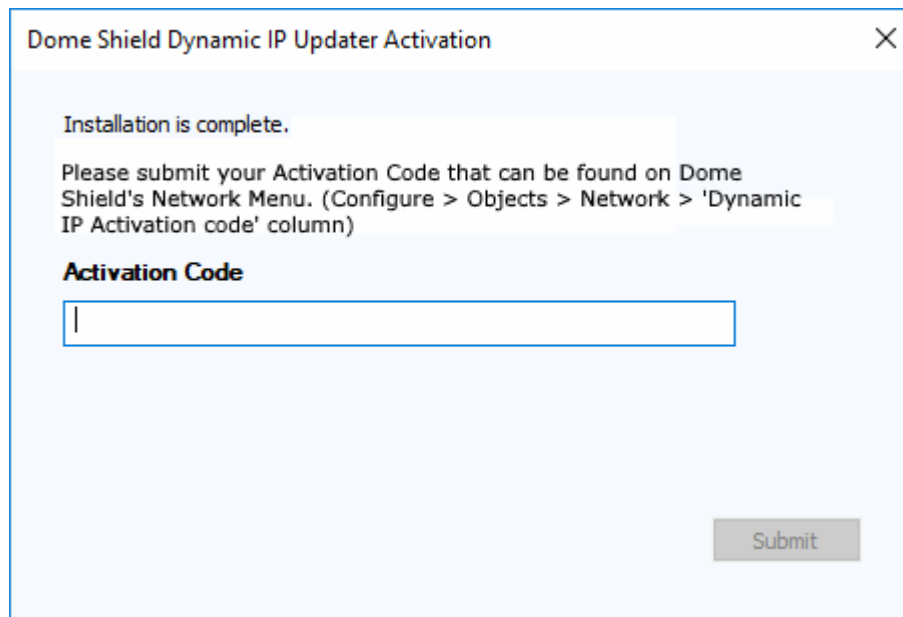 Dome Shield Dynamic IP Updater Activation
Installation is complete.
Please submit your Activation Code that can be found on Dome
Shield's Network Menu. (Configure > Objects > Network > 'Dynamic
IP Activation code' column)
Activation Code
Submit